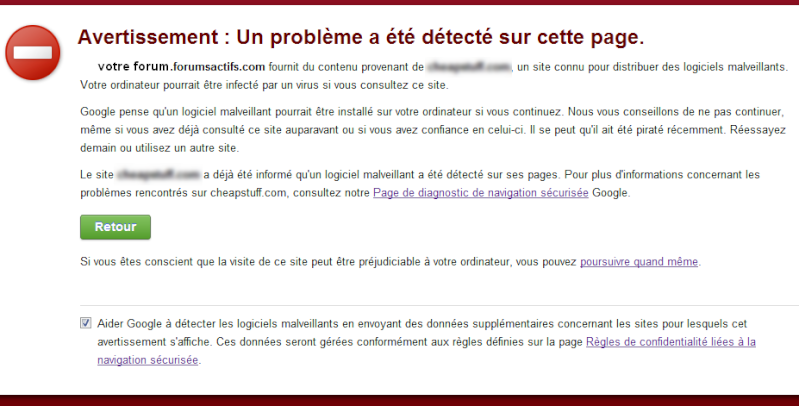 Avertissement : Un problème a été détecté sur cette page.
votre forum.forumsactifs.com fournit du contenu provenant de , un site connu pour distribuer des logiciels malveillants.
Votre ordinateur pourrait être infecté par un virus si vous consultez ce site.
Google pense qu'un logiciel malveillant pourrait être installé sur votre ordinateur si vous continuez. Nous vous conseillons de ne pas continuer,
même si vous avez déjà consulté ce site auparavant ou si vous avez confiance en celui-ci. Il se peut qu'il ait été piraté récemment. Réessayez
demain ou utilisez un autre site.
Le site a déjà été informé qu'un logiciel malveillant a été détecté sur ses pages. Pour plus d'informations concernant les
problèmes rencontrés sur cheapstuff.com, consultez notre Page de diagnostic de navigation sécurisée Google.
Retour
Si vous êtes conscient que la visite de ce site peut être préjudiciable à votre ordinateur, vous pouvez poursuivre quand même.
Aider Google à détecter les logiciels malveillants en envoyant des données supplémentaires concernant les sites pour lesquels cet
avertissement s'affiche. Ces données seront gérées conformément aux règles définies sur la page Règles de confidentialité liées à la
navigation sécurisée.